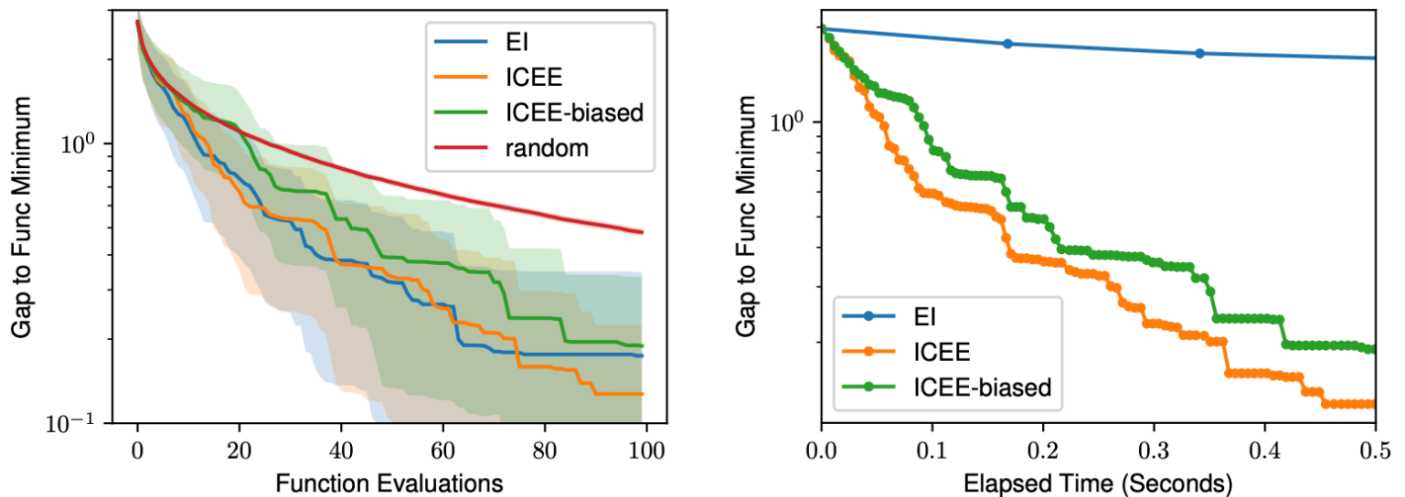 Gap to Func Minimum
10^0
10^-1
EI
ICEE
ICEE-biased
random
0 20 40 60 80 100
Function Evaluations
Gap to Func Minimum
10^0
EI
ICEE
ICEE-biased
0.0 0.1 0.2 0.3 0.4 0.5
Elapsed Time (Seconds)